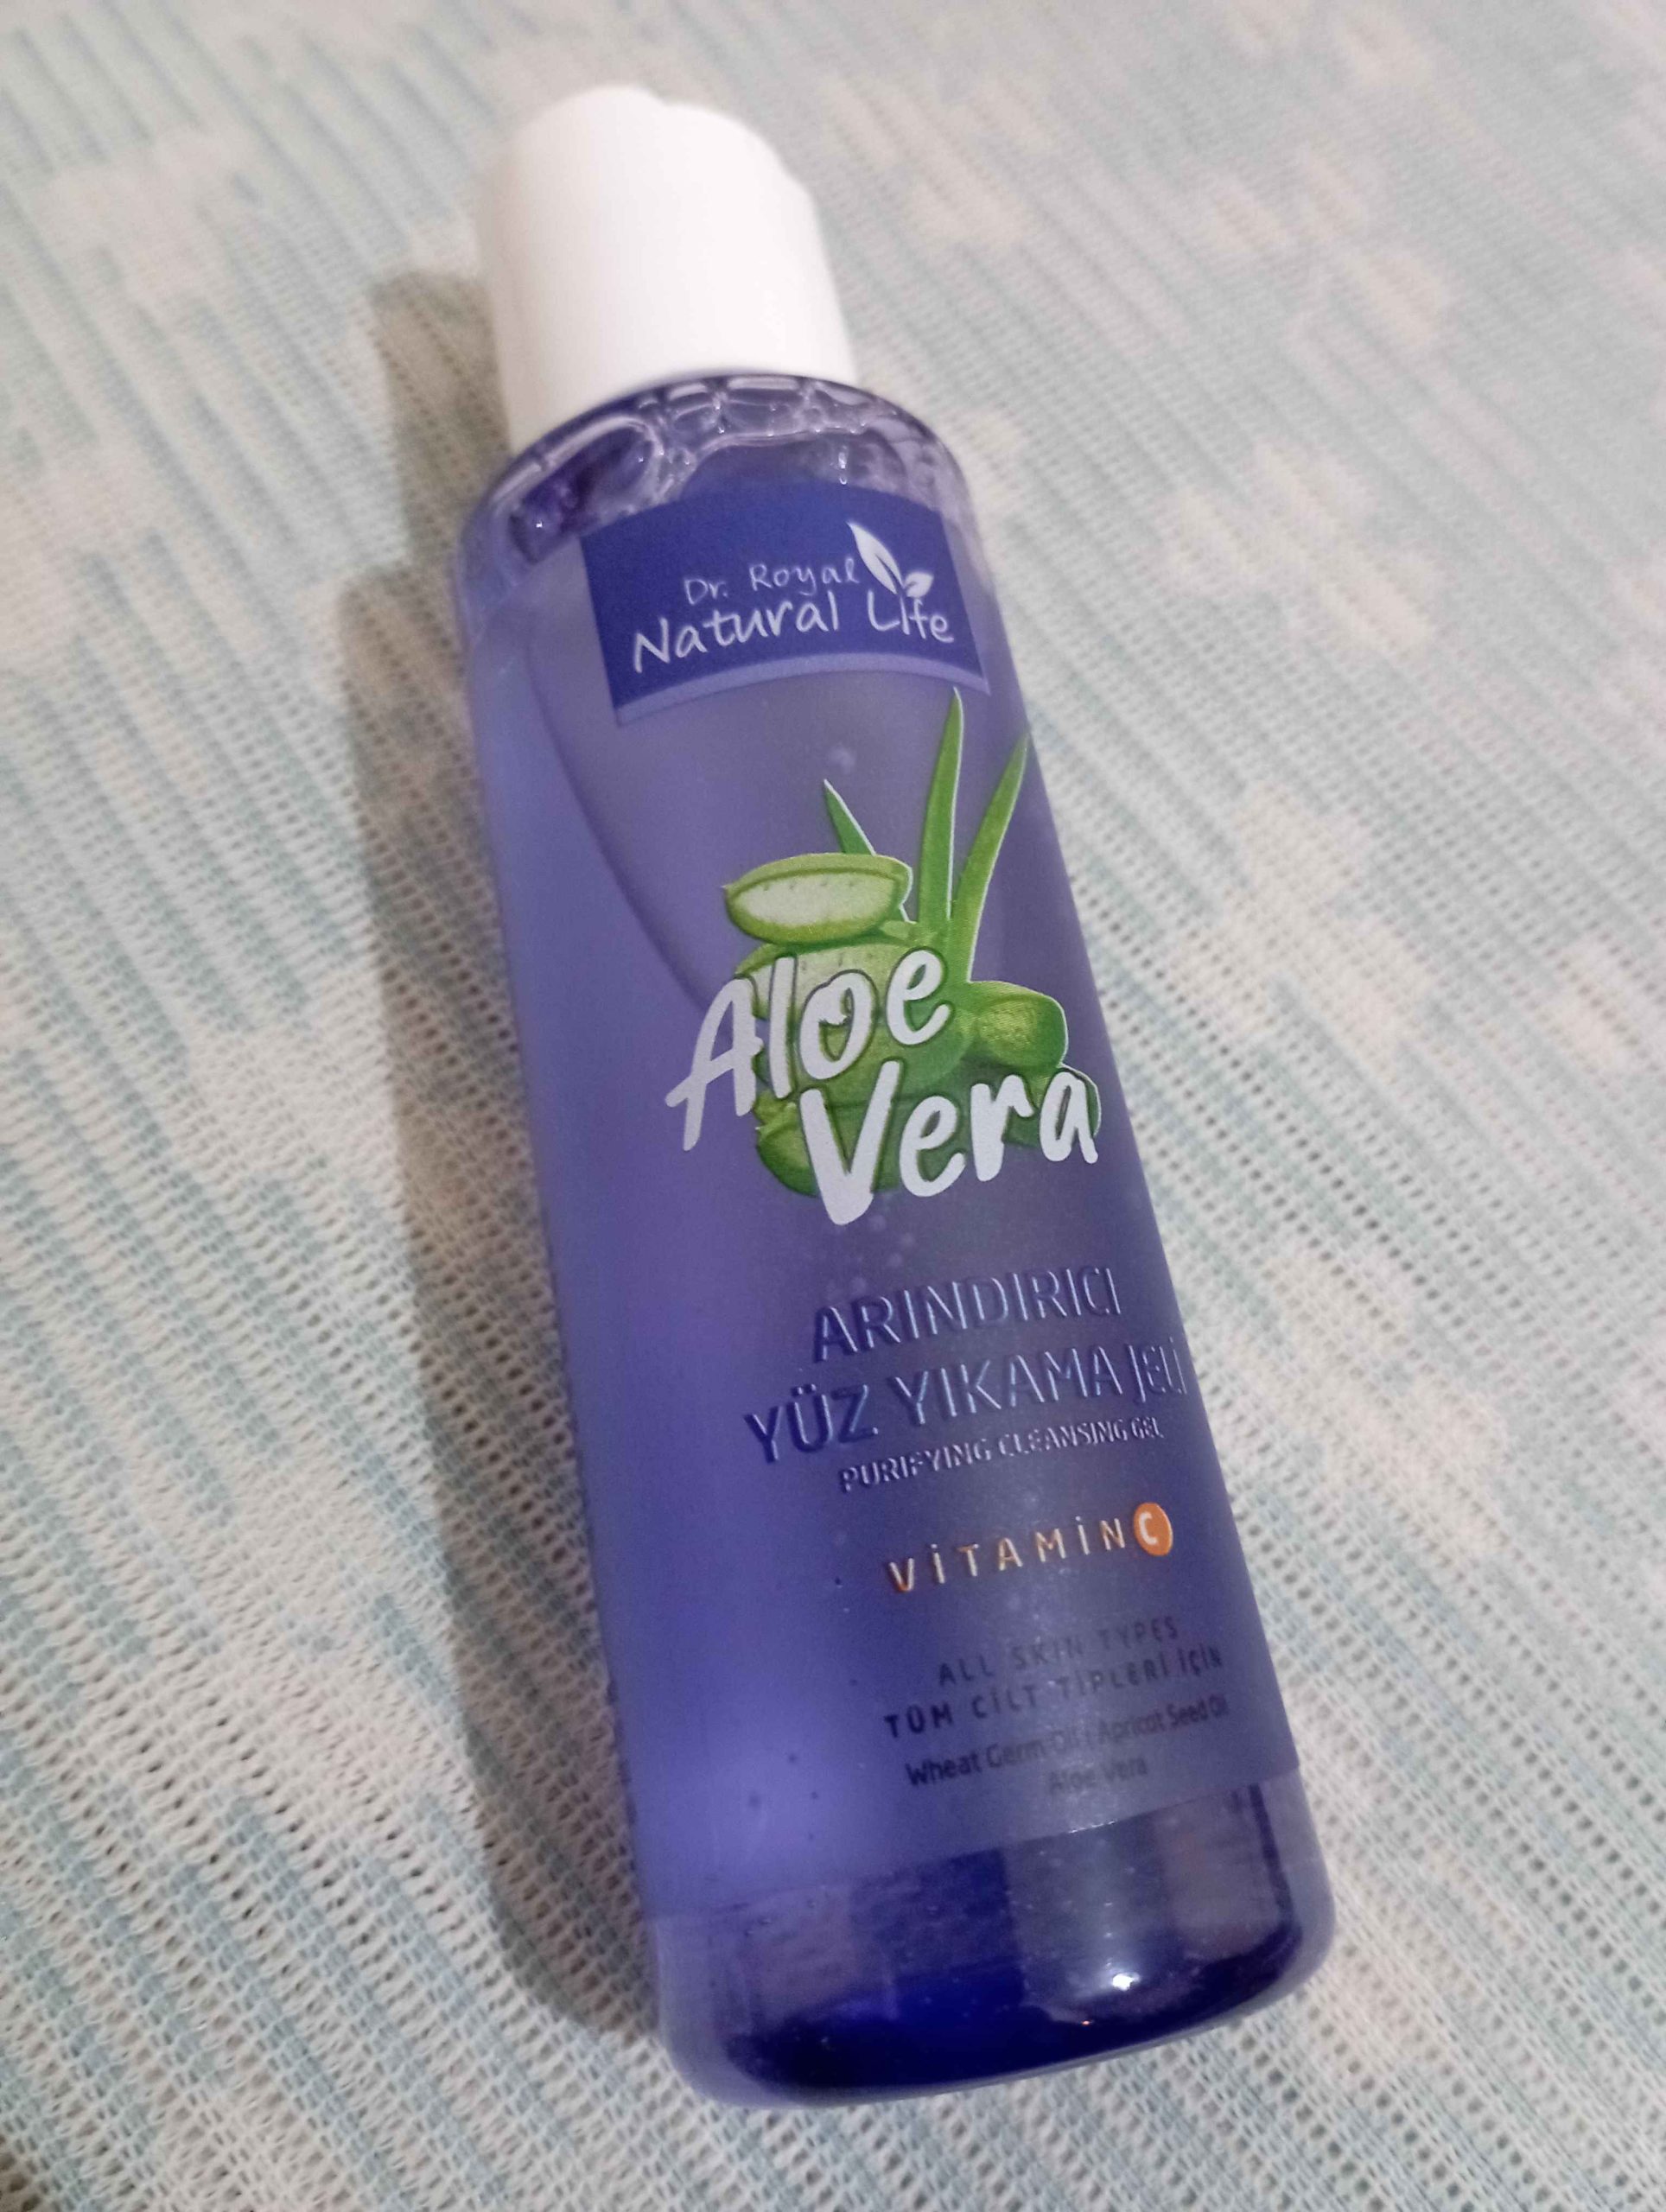 Dr. Royal
Natural Life
Aloe
Vera
ARINDIRICI
YÜZ YIKAMA JELİ
PURIFYING CLEANSING GEL
VİTAMİN C
ALL SKIN TYPES
TÜM CİLT TİPLERİ İÇİN
Wheat Germ Oil | Apricot Seed Oil
Aloe Vera